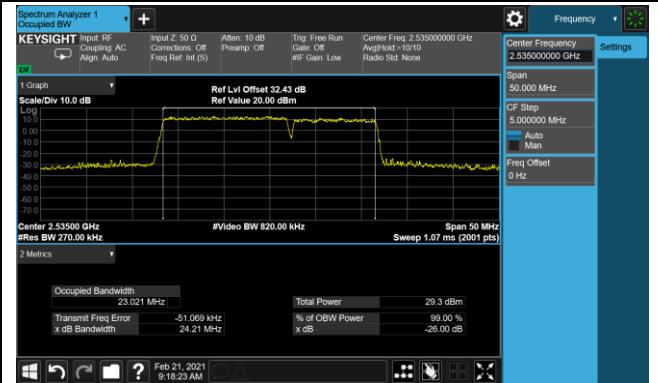 Spectrum Analyzer 1
Occupied BW
Frequency
KEYSIGHT
Input: RF
Coupling: AC
Align: Auto
Input Z: 50 Ω
Corrections: Off
Freq Ref: Int (S)
Atten: 10 dB
Preamp: Off
Trig: Free Run
Gate: Off
#IF Gain: Low
Center Freq: 2.535000000 GHz
Avg|Hold:>10/10
Radio Std: None
Center Frequency
2.535000000 GHz
Settings
Span
50.000 MHz
CF Step
5.000000 MHz
Auto
Man
Freq Offset
0 Hz
1 Graph
Scale/Div 10.0 dB
Ref Lvl Offset 32.43 dB
Ref Value 20.00 dBm
Log
10.0
0.00
-10.0
-20.0
-30.0
-40.0
-50.0
-60.0
-70.0
Center 2.53500 GHz
#Video BW 820.00 kHz
Span 50 MHz
#Res BW 270.00 kHz
Sweep 1.07 ms (2001 pts)
2 Metrics
Occupied Bandwidth
23.021 MHz
Total Power 29.3 dBm
Transmit Freq Error -51.069 kHz
% of OBW Power 99.00 %
x dB Bandwidth 24.21 MHz
x dB -26.00 dB
Feb 21, 2021
9:18:23 AM